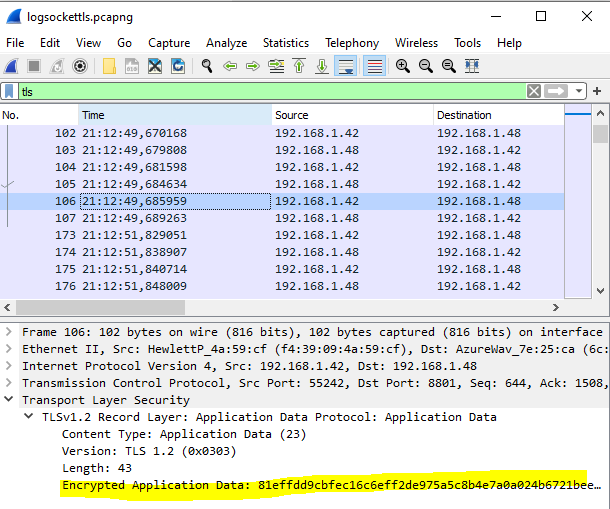 logsockettls.pcapng
File Edit View Go Capture Analyze Statistics Telephony Wireless Tools Help
tls
No. Time Source Destination
102 21:12:49,670168 192.168.1.42 192.168.1.48
103 21:12:49,679808 192.168.1.48 192.168.1.42
104 21:12:49,681598 192.168.1.42 192.168.1.48
105 21:12:49,684634 192.168.1.48 192.168.1.42
106 21:12:49,685959 192.168.1.42 192.168.1.48
107 21:12:49,689263 192.168.1.48 192.168.1.42
173 21:12:51,829051 192.168.1.42 192.168.1.48
174 21:12:51,838907 192.168.1.48 192.168.1.42
175 21:12:51,840714 192.168.1.42 192.168.1.48
176 21:12:51,848009 192.168.1.48 192.168.1.42
Frame 106: 102 bytes on wire (816 bits), 102 bytes captured (816 bits) on interface
Ethernet II, Src: HewlettP_4a:59:cf (f4:39:09:4a:59:cf), Dst: AzureWav_7e:25:ca (6c:
Internet Protocol Version 4, Src: 192.168.1.42, Dst: 192.168.1.48
Transmission Control Protocol, Src Port: 55242, Dst Port: 8801, Seq: 644, Ack: 1508,
Transport Layer Security
TLSv1.2 Record Layer: Application Data Protocol: Application Data
Content Type: Application Data (23)
Version: TLS 1.2 (0x0303)
Length: 43
Encrypted Application Data: 81effdd9cbfec16c6eff2de975a5c8b4e7a0a024b6721bee…